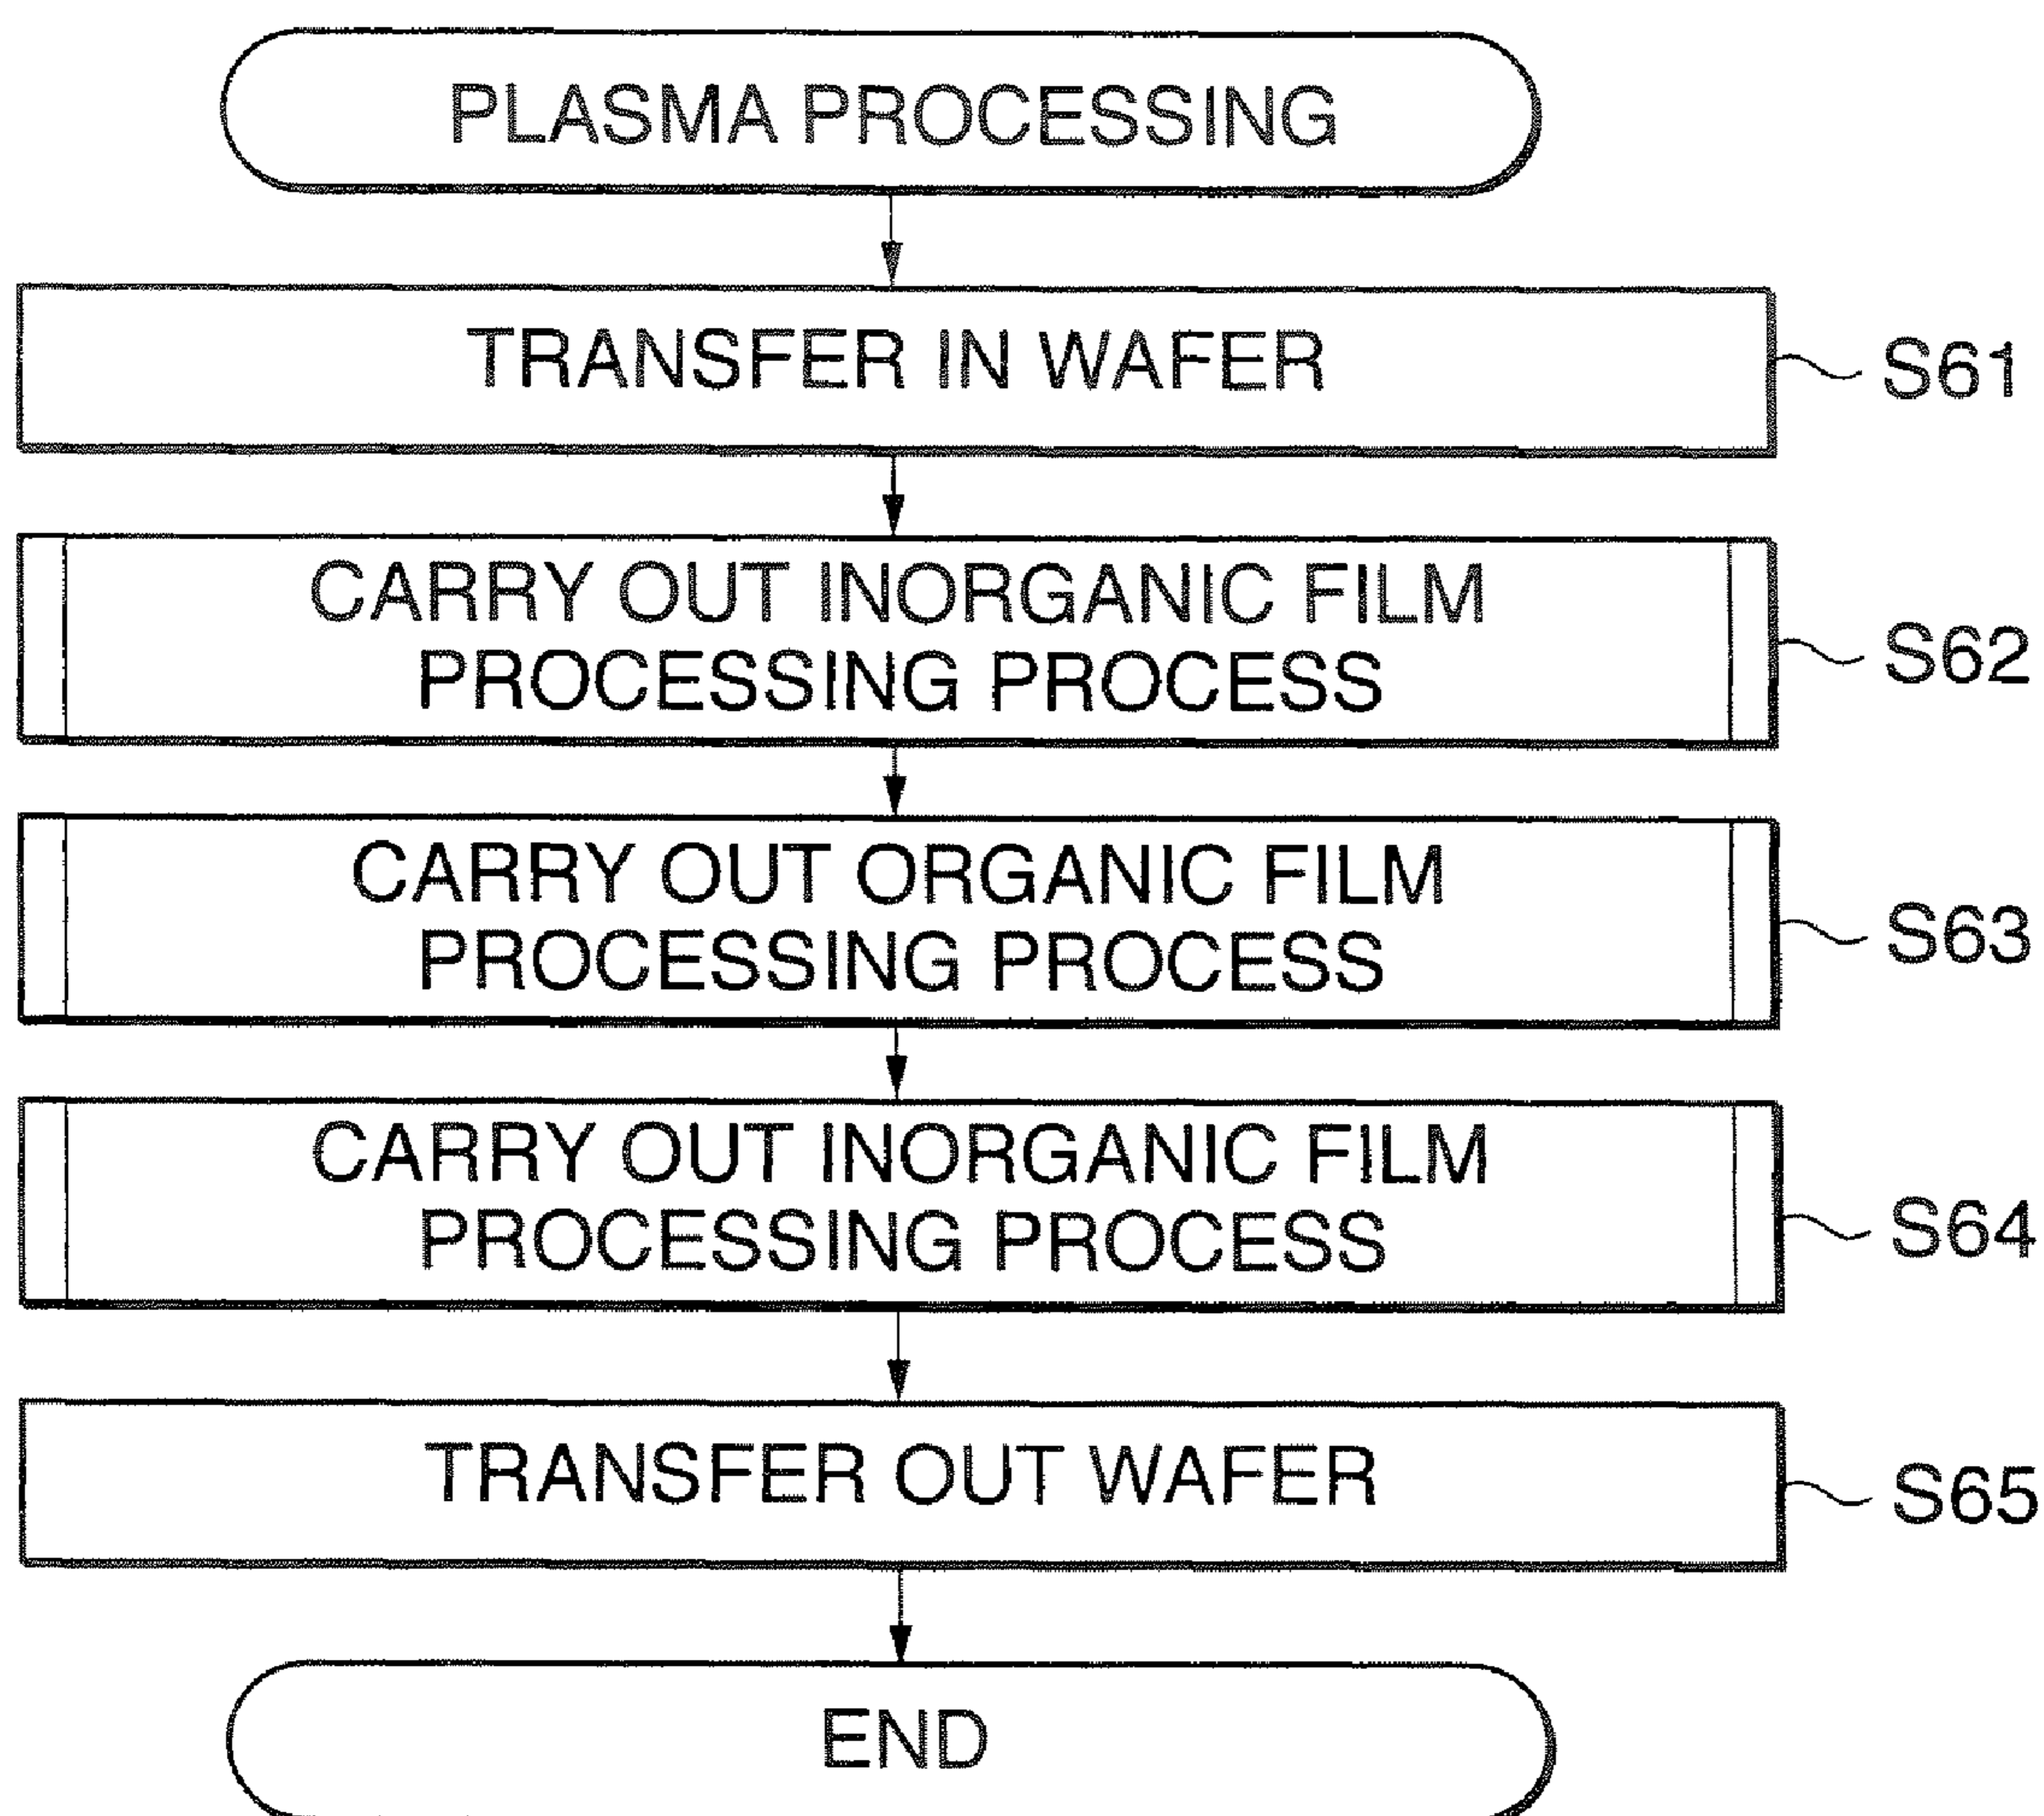 PLASMA PROCESSING
TRANSFER IN WAFER
S61
CARRY OUT INORGANIC FILM
PROCESSING PROCESS
S62
CARRY OUT ORGANIC FILM
PROCESSING PROCESS
S63
CARRY OUT INORGANIC FILM
PROCESSING PROCESS
S64
TRANSFER OUT WAFER
S65
END